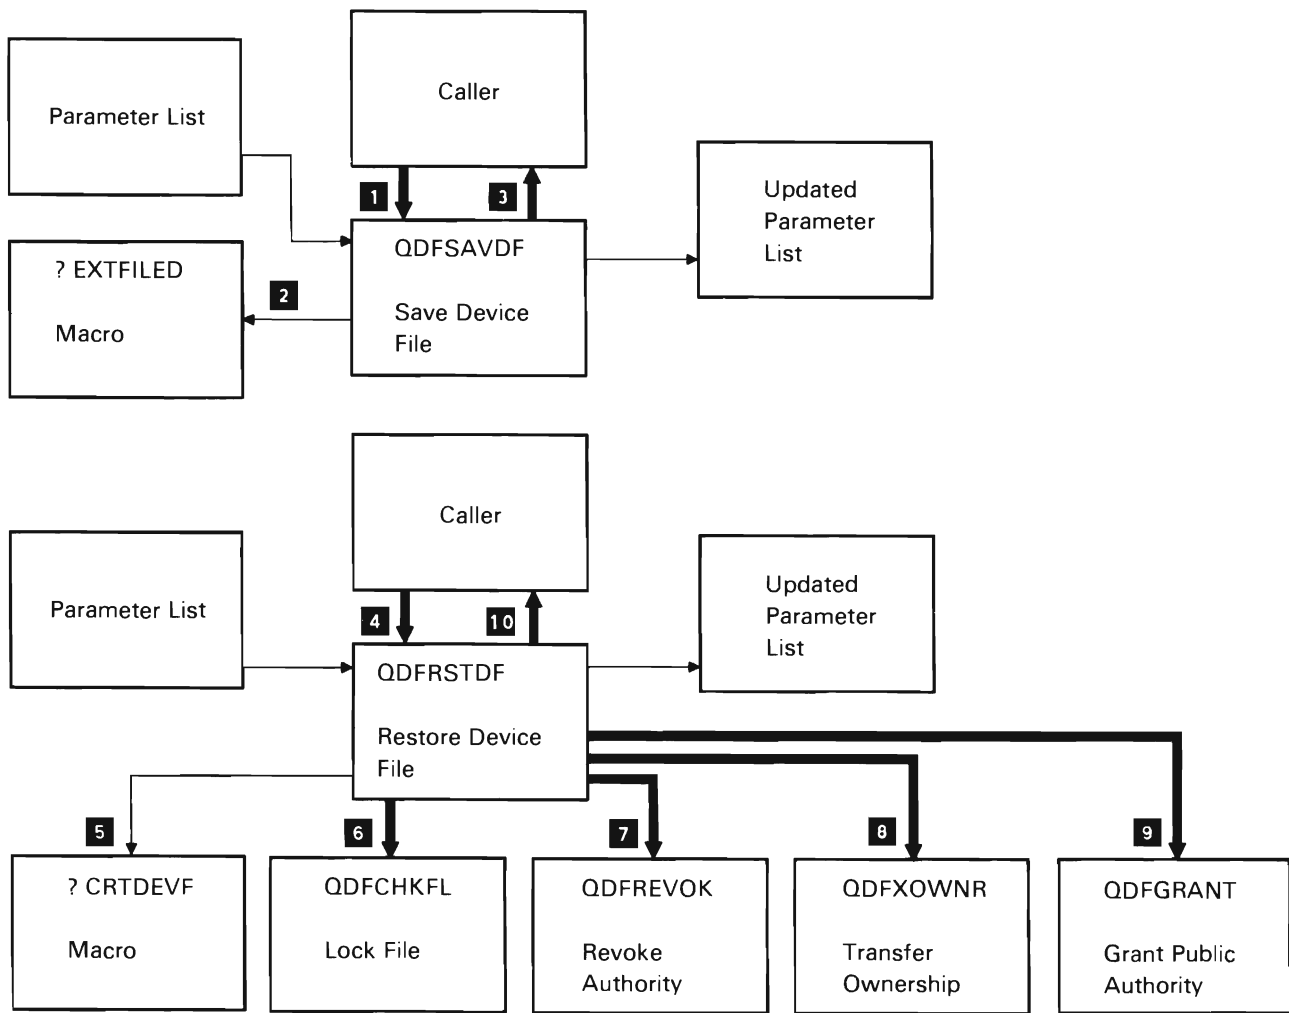 Parameter List
Caller
Updated
Parameter
List
1
3
QDFSAVDF
Save Device
File
? EXTFILED
Macro
2
Caller
Parameter List
Updated
Parameter
List
4
10
QDFRSTDF
Restore Device
File
5
6
7
8
9
? CRTDEVF
Macro
QDFCHKFL
Lock File
QDFREVOK
Revoke
Authority
QDFXOWNR
Transfer
Ownership
QDFGRANT
Grant Public
Authority